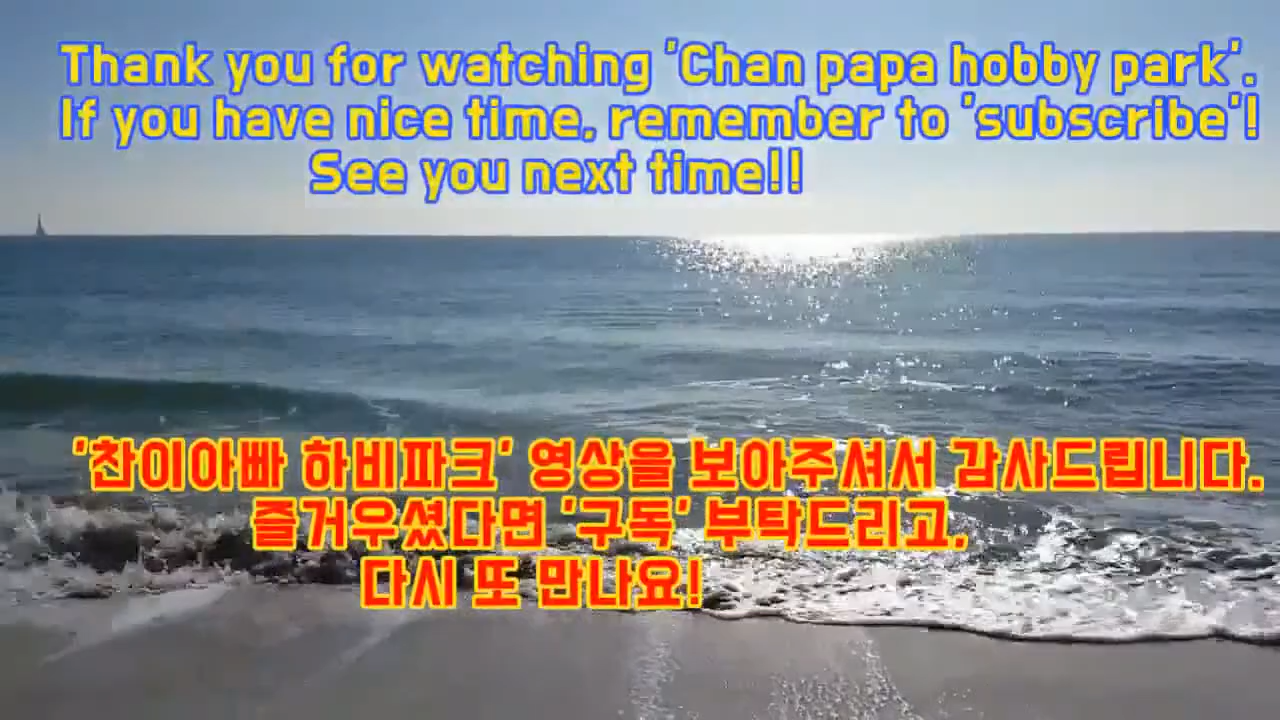 Thank you for watching 'Chan papa hobby park'.
If you have nice time, remember to 'subscribe'!
See you next time!!
'찬이아빠 하비파크' 영상을 보아주셔서 감사드립니다.
즐거우셨다면 '구독' 부탁드리고,
다시 또 만나요!